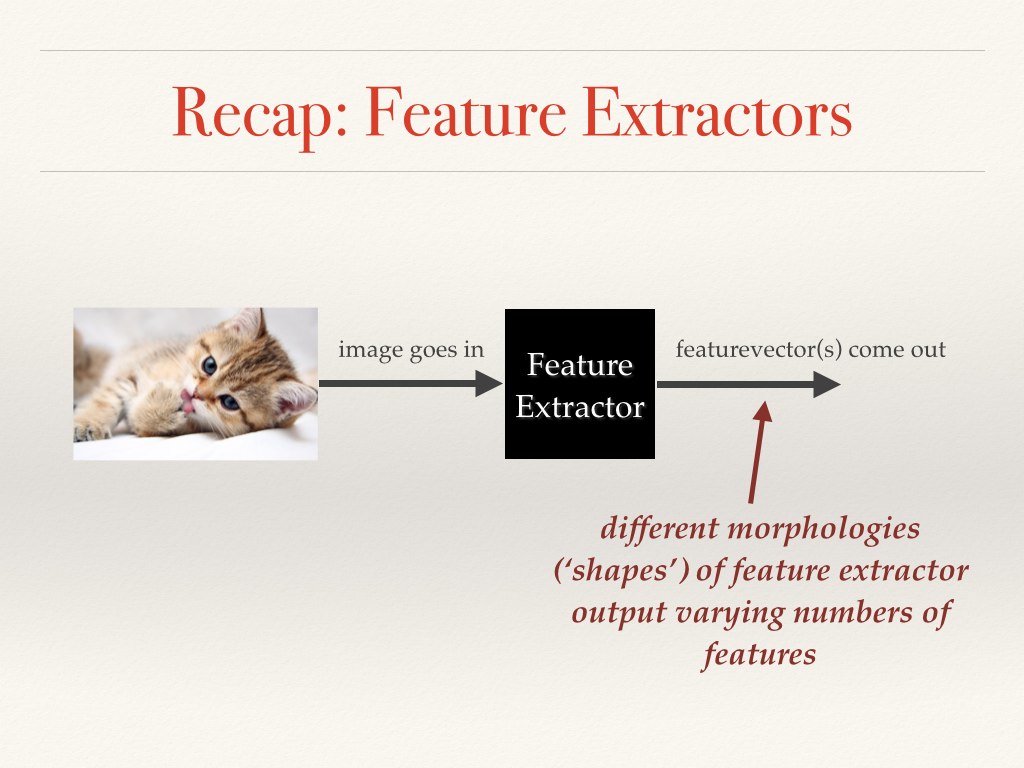 Recap: Feature Extractors
image goes in
Feature
Extractor
featurevector(s) come out
different morphologies
(‘shapes’) of feature extractor
output varying numbers of
features